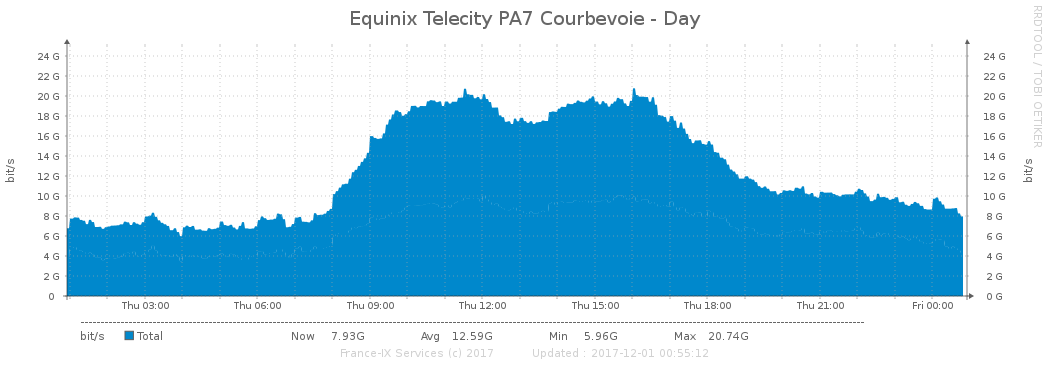 Equinix Telecity PA7 Courbevoie - Day
RRDTOOL / TOBI OETIKER
24 G 24 G
22 G 22 G
20 G 20 G
18 G 18 G
16 G 16 G
14 G 14 G
12 G 12 G
10 G 10 G
8 G 8 G
6 G 6 G
4 G 4 G
2 G 2 G
0 0 G
bit/s bit/s
Thu 03:00 Thu 06:00 Thu 09:00 Thu 12:00 Thu 15:00 Thu 18:00 Thu 21:00 Fri 00:00
bit/s Total Now 7.93G Avg 12.59G Min 5.96G Max 20.74G
France-IX Services (c) 2017 Updated : 2017-12-01 00:55:12